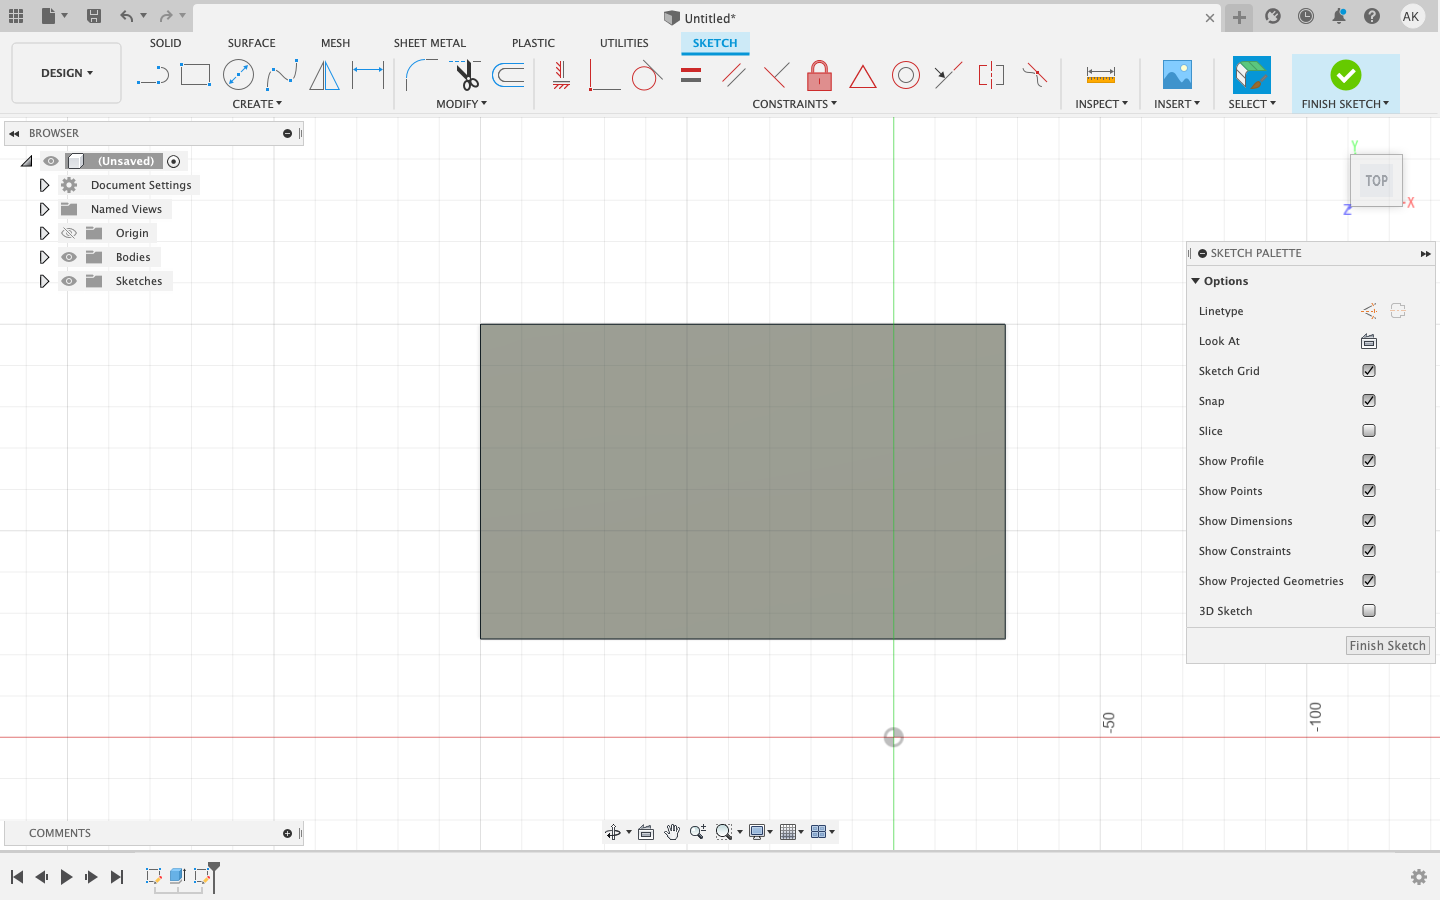 Untitled*
AK
DESIGN
SOLID
SURFACE
MESH
SHEET METAL
PLASTIC
UTILITIES
SKETCH
CREATE
MODIFY
CONSTRAINTS
INSPECT
INSERT
SELECT
FINISH SKETCH
BROWSER
(Unsaved)
Document Settings
Named Views
Origin
Bodies
Sketches
Y
TOP
X
Z
SKETCH PALETTE
Options
Linetype
Look At
Sketch Grid
Snap
Slice
Show Profile
Show Points
Show Dimensions
Show Constraints
Show Projected Geometries
3D Sketch
Finish Sketch
-50
-100
COMMENTS